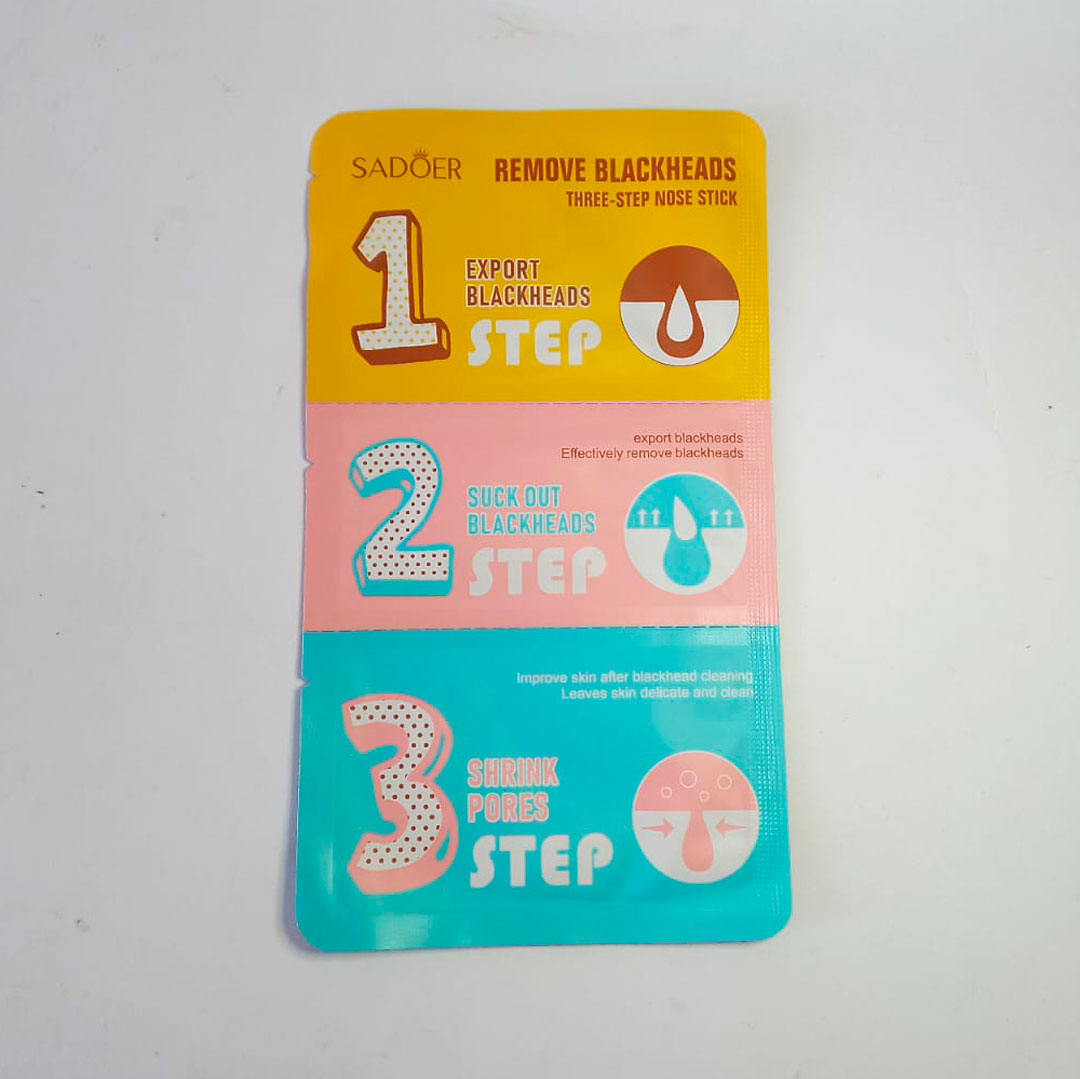 SADOER
REMOVE BLACKHEADS
THREE-STEP NOSE STICK
1
EXPORT
BLACKHEADS
STEP
export blackheads
Effectively remove blackheads
2
SUCK OUT
BLACKHEADS
STEP
Improve skin after blackhead cleaning
Leaves skin delicate and clean
3
SHRINK
PORES
STEP